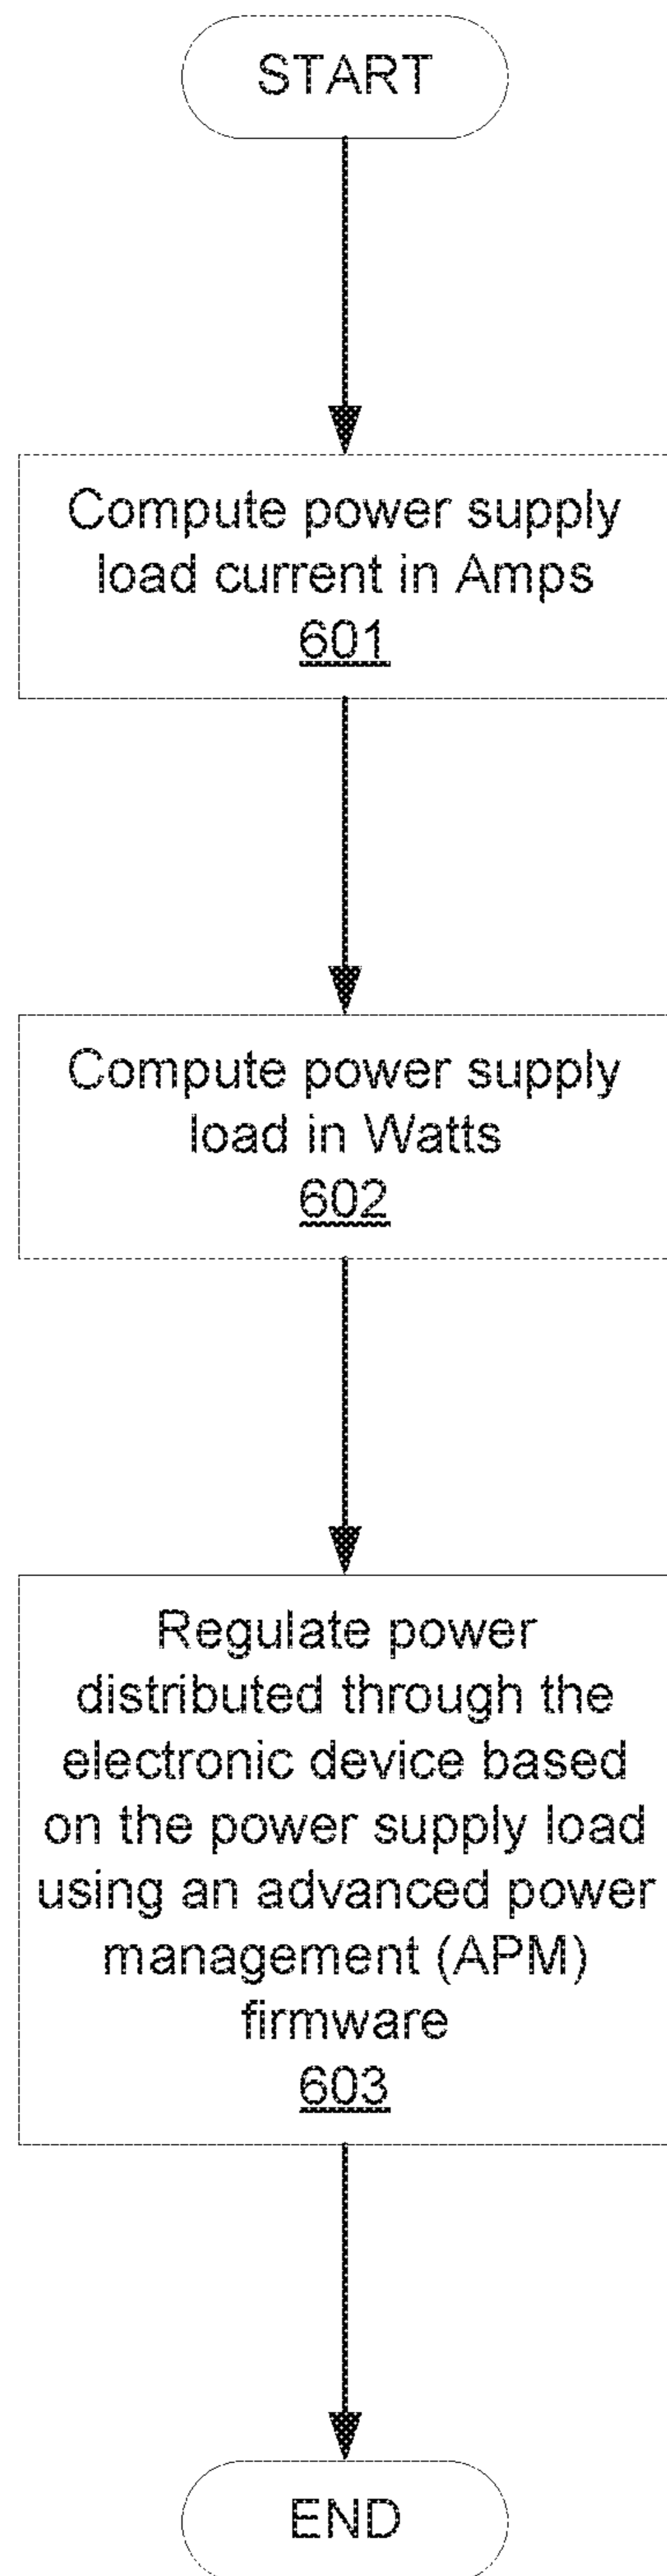 START
Compute power supply
load current in Amps
601
Compute power supply
load in Watts
602
Regulate power
distributed through the
electronic device based
on the power supply load
using an advanced power
management (APM)
firmware
603
END